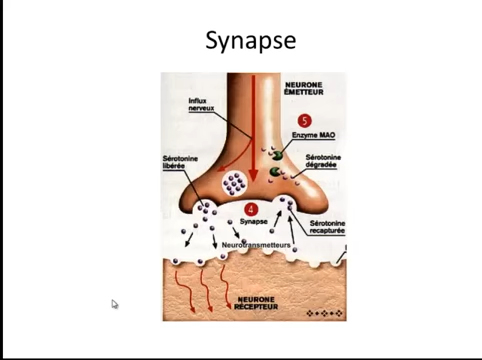 Synapse
NEURONE
ÉMETTEUR
Influx
nerveux
5
Enzyme MAO
Sérotonine
libérée
Sérotonine
dégradée
4
Synapse
Sérotonine
recapturée
Neurotransmetteurs
NEURONE
RÉCEPTEUR